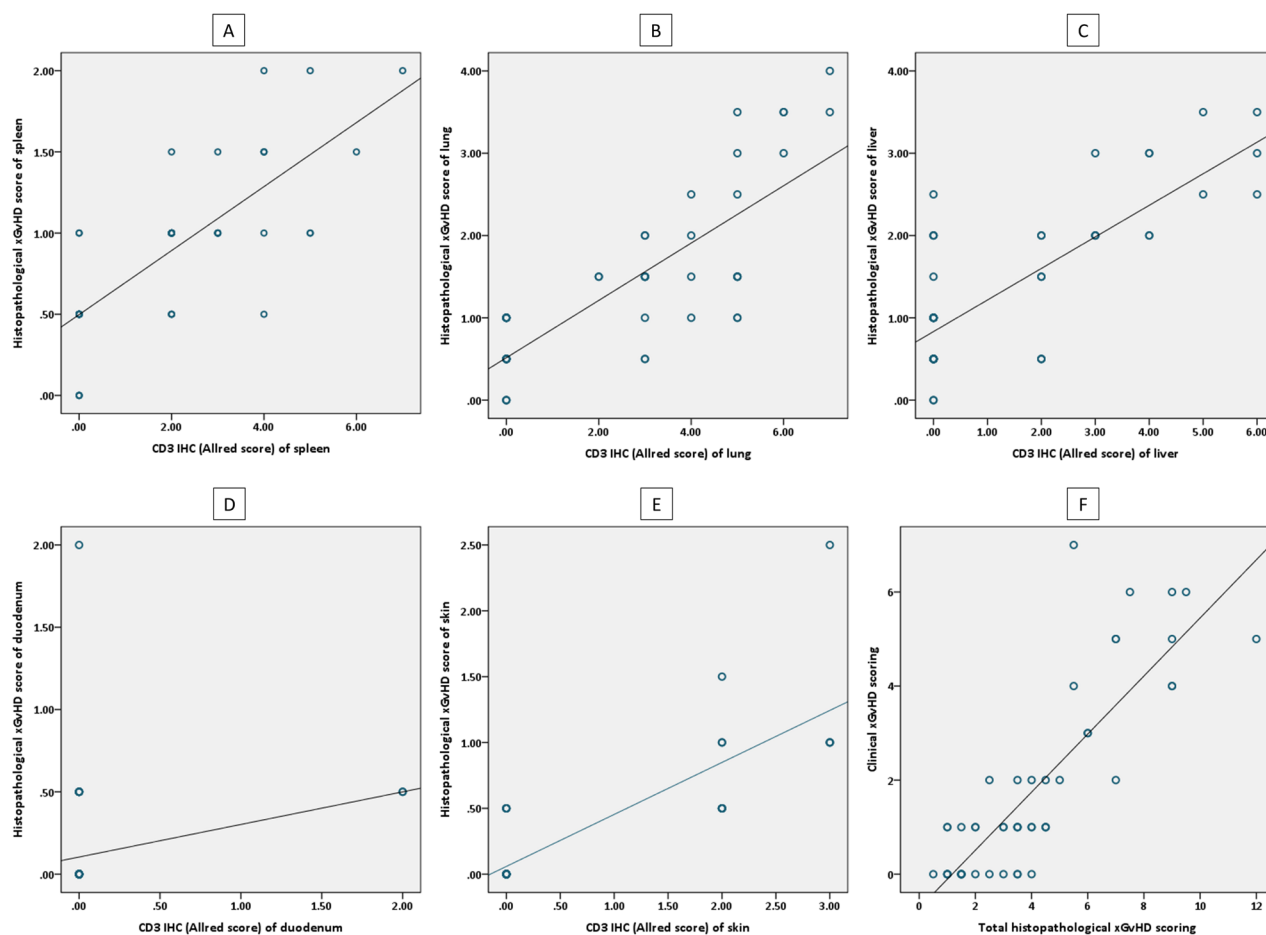 A
B
C
Histopathological xGvHD score of spleen
2.00
1.50
1.00
.50
.00
.00 2.00 4.00 6.00
CD3 IHC (Allred score) of spleen
Histopathological xGvHD score of lung
4.00
3.00
2.00
1.00
.00
.00 2.00 4.00 6.00
CD3 IHC (Allred score) of lung
Histopathological xGvHD score of liver
4.00
3.00
2.00
1.00
.00
.00 1.00 2.00 3.00 4.00 5.00 6.00
CD3 IHC (Allred score) of liver
D
E
F
Histopathological xGvHD score of duodenum
2.00
1.50
1.00
.50
.00
.00 .50 1.00 1.50 2.00
CD3 IHC (Allred score) of duodenum
Histopathological xGvHD score of skin
2.50
2.00
1.50
1.00
.50
.00
.00 .50 1.00 1.50 2.00 2.50 3.00
CD3 IHC (Allred score) of skin
Clinical xGvHD scoring
6
4
2
0
0 2 4 6 8 10 12
Total histopathological xGvHD scoring